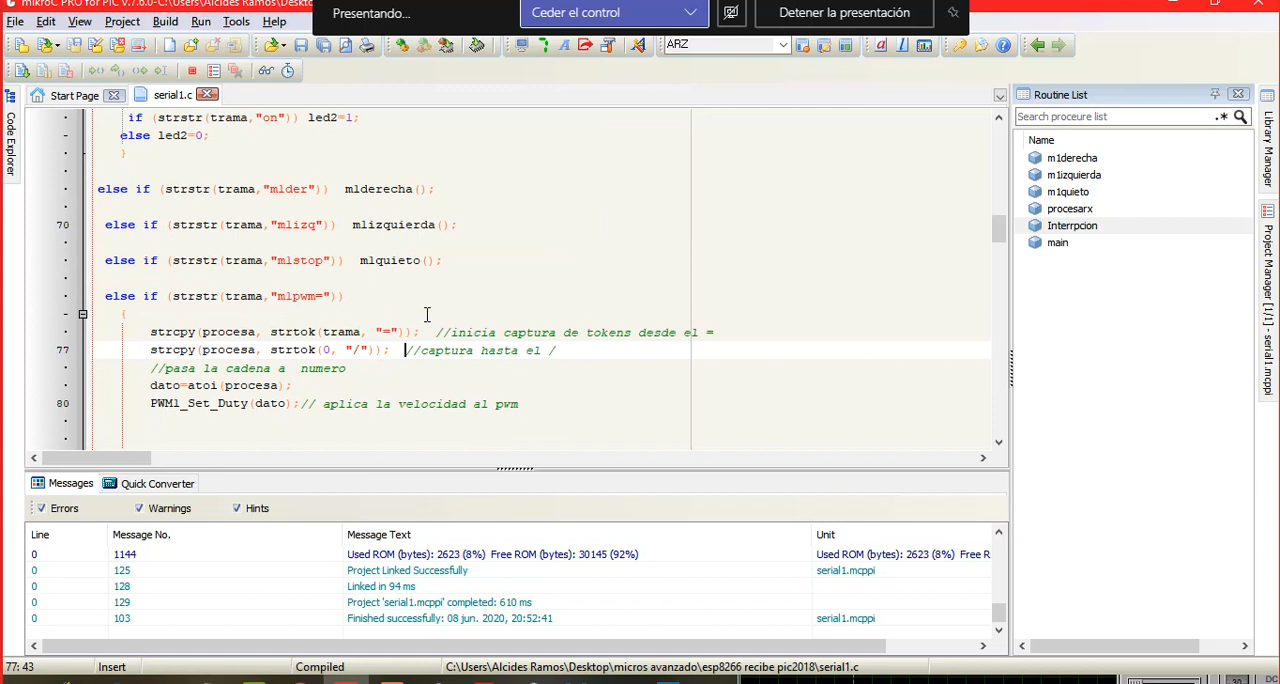 mikroC PRO for PIC v.7.6.0 - C:\Users\Alcides Ramos\Desktop
Presentando...
Ceder el control
Detener la presentación
File Edit View Project Build Run Tools Help
ARZ
Start Page
serial1.c
Routine List
Code Explorer
Search proceure list
Name
m1derecha
m1izquierda
m1quieto
procesarx
Interrpcion
main
Library Manager
Project Manager [1/1] - serial1.mcppi
if (strstr(trama,"on")) led2=1;
else led2=0;
}
else if (strstr(trama,"m1der")) m1derecha();
70 else if (strstr(trama,"m1izq")) m1izquierda();
else if (strstr(trama,"m1stop")) m1quieto();
else if (strstr(trama,"m1pwm="))
{
strcpy(procesa, strtok(trama, "=")); //inicia captura de tokens desde el =
77 strcpy(procesa, strtok(0, "/")); //captura hasta el /
//pasa la cadena a numero
dato=atoi(procesa);
80 PWM1_Set_Duty(dato);// aplica la velocidad al pwm
Messages Quick Converter
Errors Warnings Hints
Line Message No. Message Text Unit
0 1144 Used ROM (bytes): 2623 (8%) Free ROM (bytes): 30145 (92%) Used ROM (bytes): 2623 (8%) Free R
0 125 Project Linked Successfully serial1.mcppi
0 128 Linked in 94 ms
0 129 Project 'serial1.mcppi' completed: 610 ms
0 103 Finished successfully: 08 jun. 2020, 20:52:41 serial1.mcppi
77: 43 Insert Compiled C:\Users\Alcides Ramos\Desktop\micros avanzado\esp8266 recibe pic2018\serial1.c
30
DC